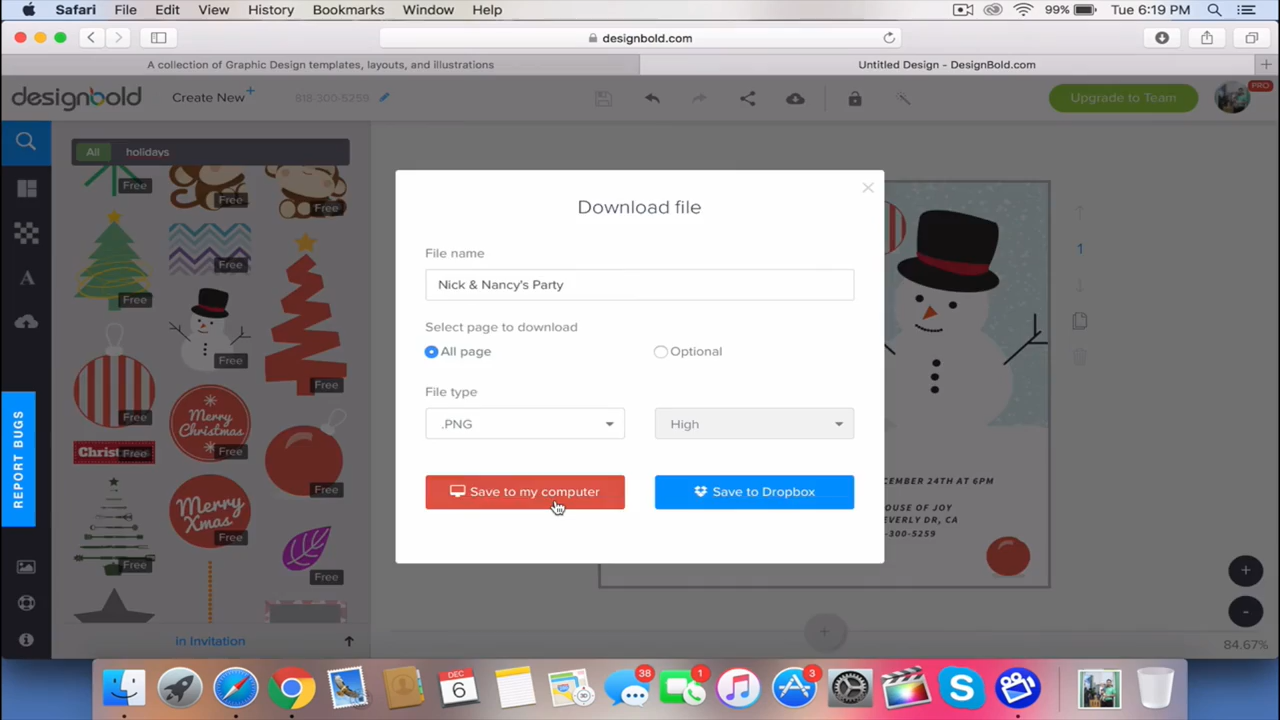 Safari File Edit View History Bookmarks Window Help 99% Tue 6:19 PM
designbold.com
A collection of Graphic Design templates, layouts, and illustrations
Untitled Design - DesignBold.com
designbold Create New+ 818-300-5259 Upgrade to Team PRO
All holidays
Free Free Free
Free
Free
Free
Free
Free
Merry
Christmas
Free
Free
Free
Merry
Xmas
Free
Free
Free
in Invitation
REPORT BUGS
Download file
File name
Nick & Nancy's Party
Select page to download
All page Optional
File type
.PNG High
Save to my computer Save to Dropbox
1
CEMBER 24TH AT 6PM
OUSE OF JOY
EVERLY DR, CA
-300-5259
+
-
84.67%
DEC
6
3D
38
1
3